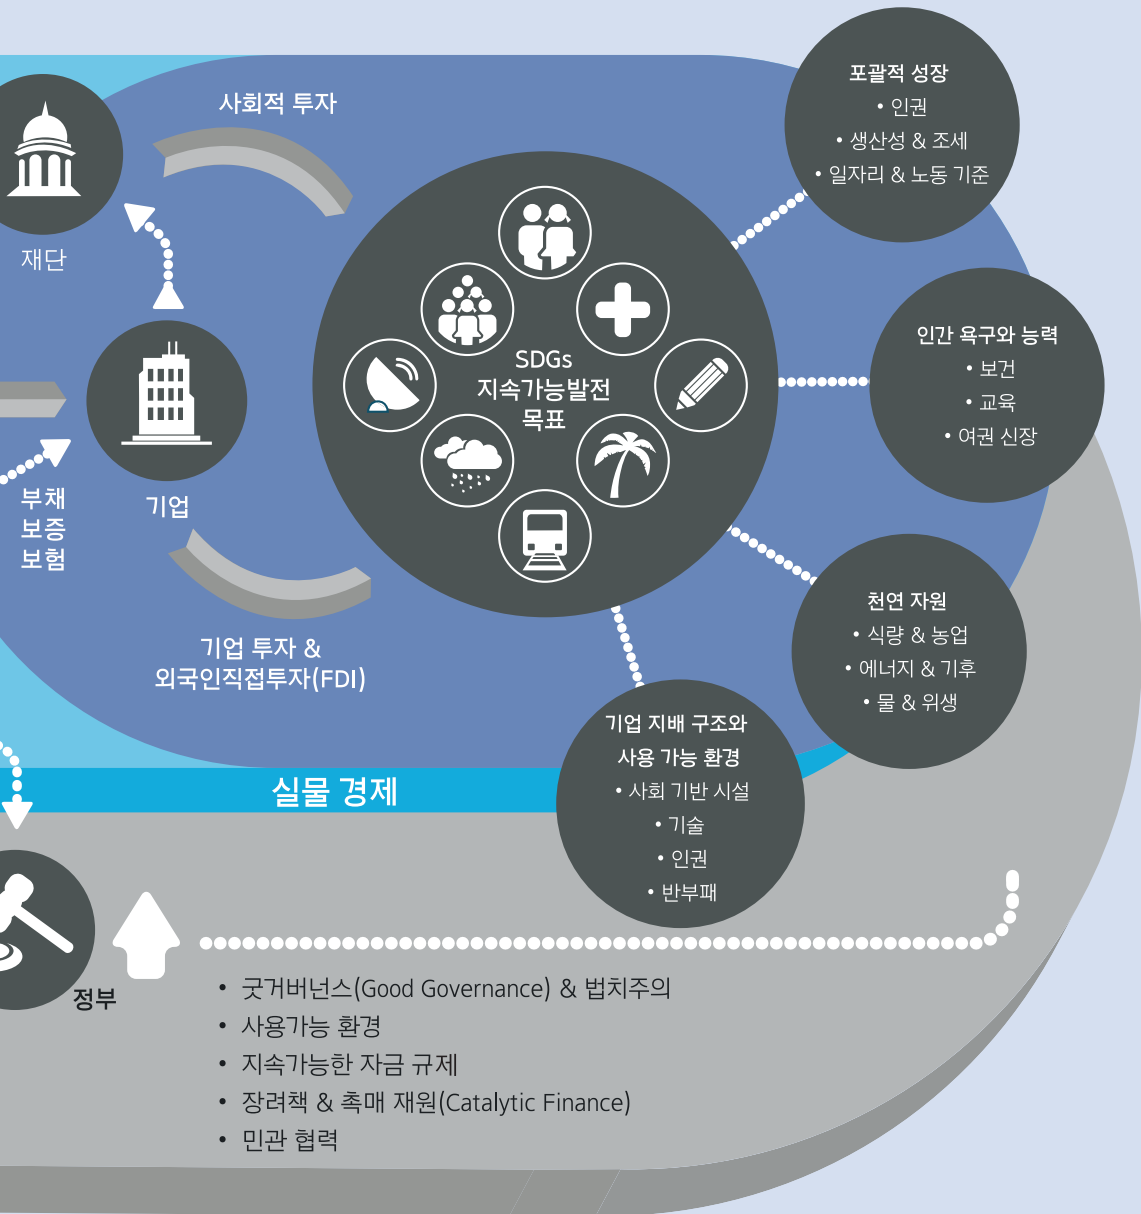 사회적 투자
재단
기업
부채
보증
보험
기업 투자 &
외국인직접투자(FDI)
SDGs
지속가능발전
목표
포괄적 성장
• 인권
• 생산성 & 조세
• 일자리 & 노동 기준
인간 욕구와 능력
• 보건
• 교육
• 여권 신장
천연 자원
• 식량 & 농업
• 에너지 & 기후
• 물 & 위생
기업 지배 구조와
사용 가능 환경
• 사회 기반 시설
• 기술
• 인권
• 반부패
실물 경제
정부
• 굿거버넌스(Good Governance) & 법치주의
• 사용가능 환경
• 지속가능한 자금 규제
• 장려책 & 촉매 재원(Catalytic Finance)
• 민관 협력